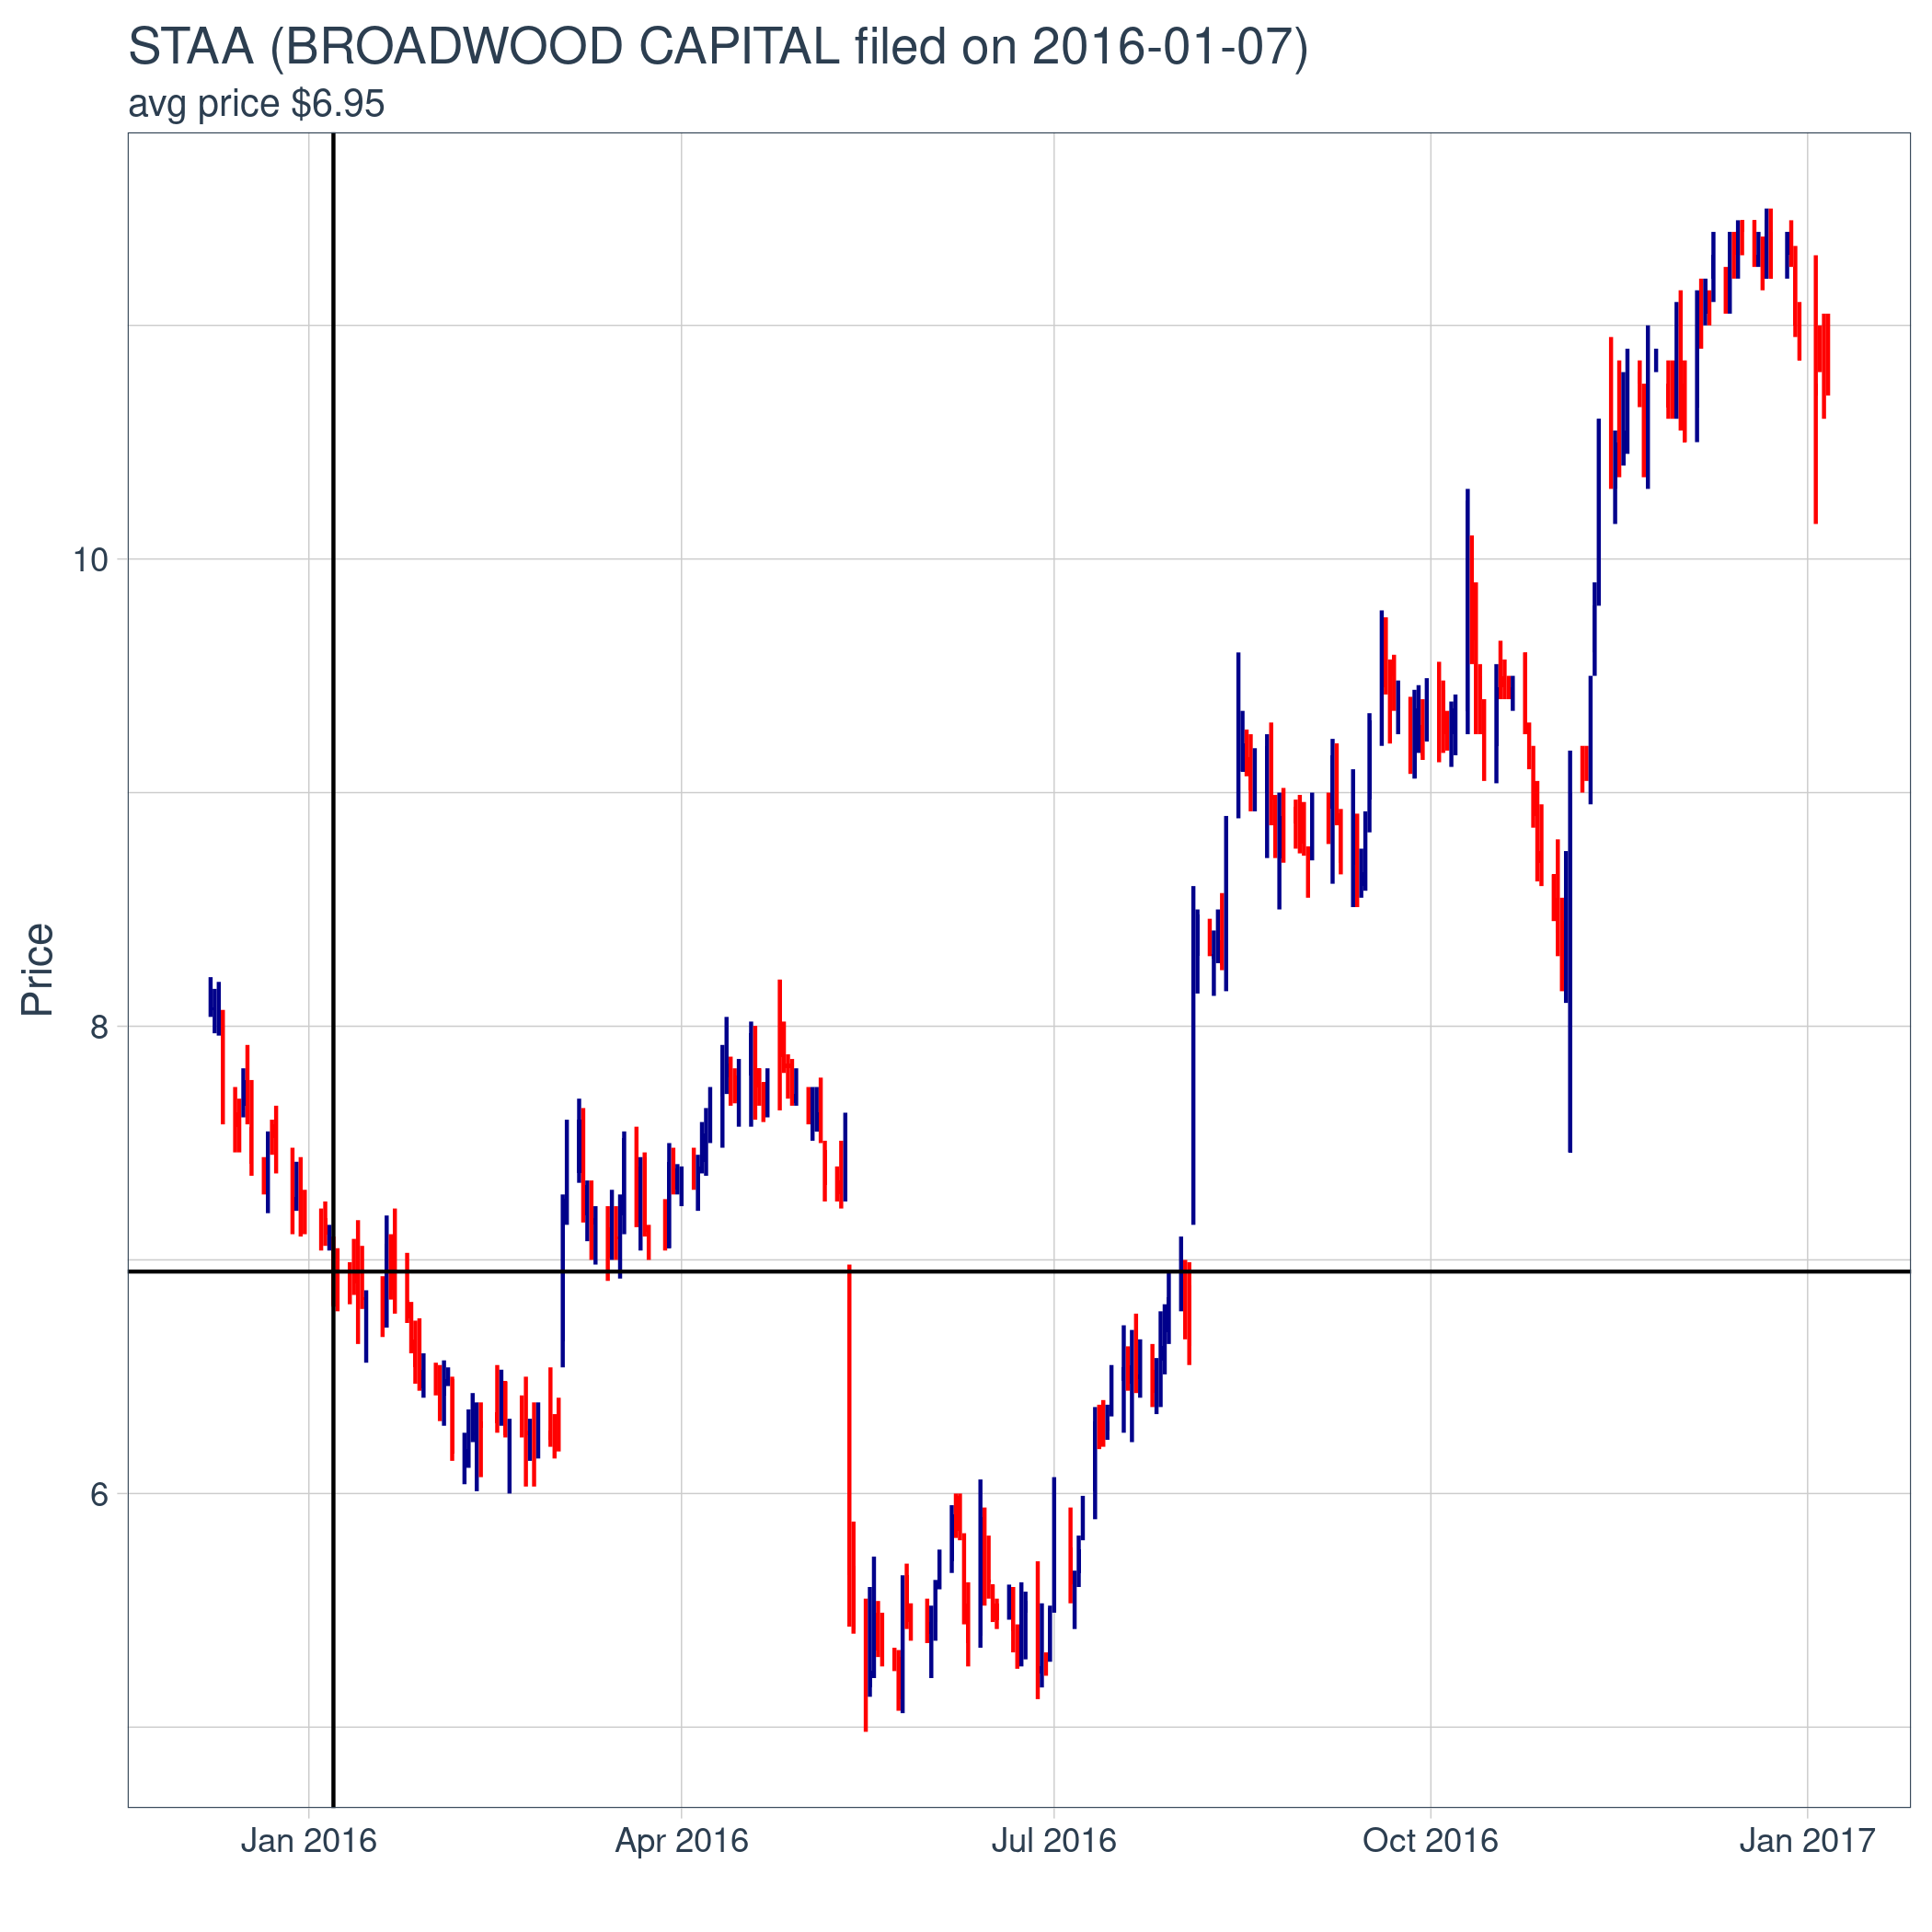 STAA (BROADWOOD CAPITAL filed on 2016-01-07)
avg price $6.95
Price
10
8
6
Jan 2016
Apr 2016
Jul 2016
Oct 2016
Jan 2017